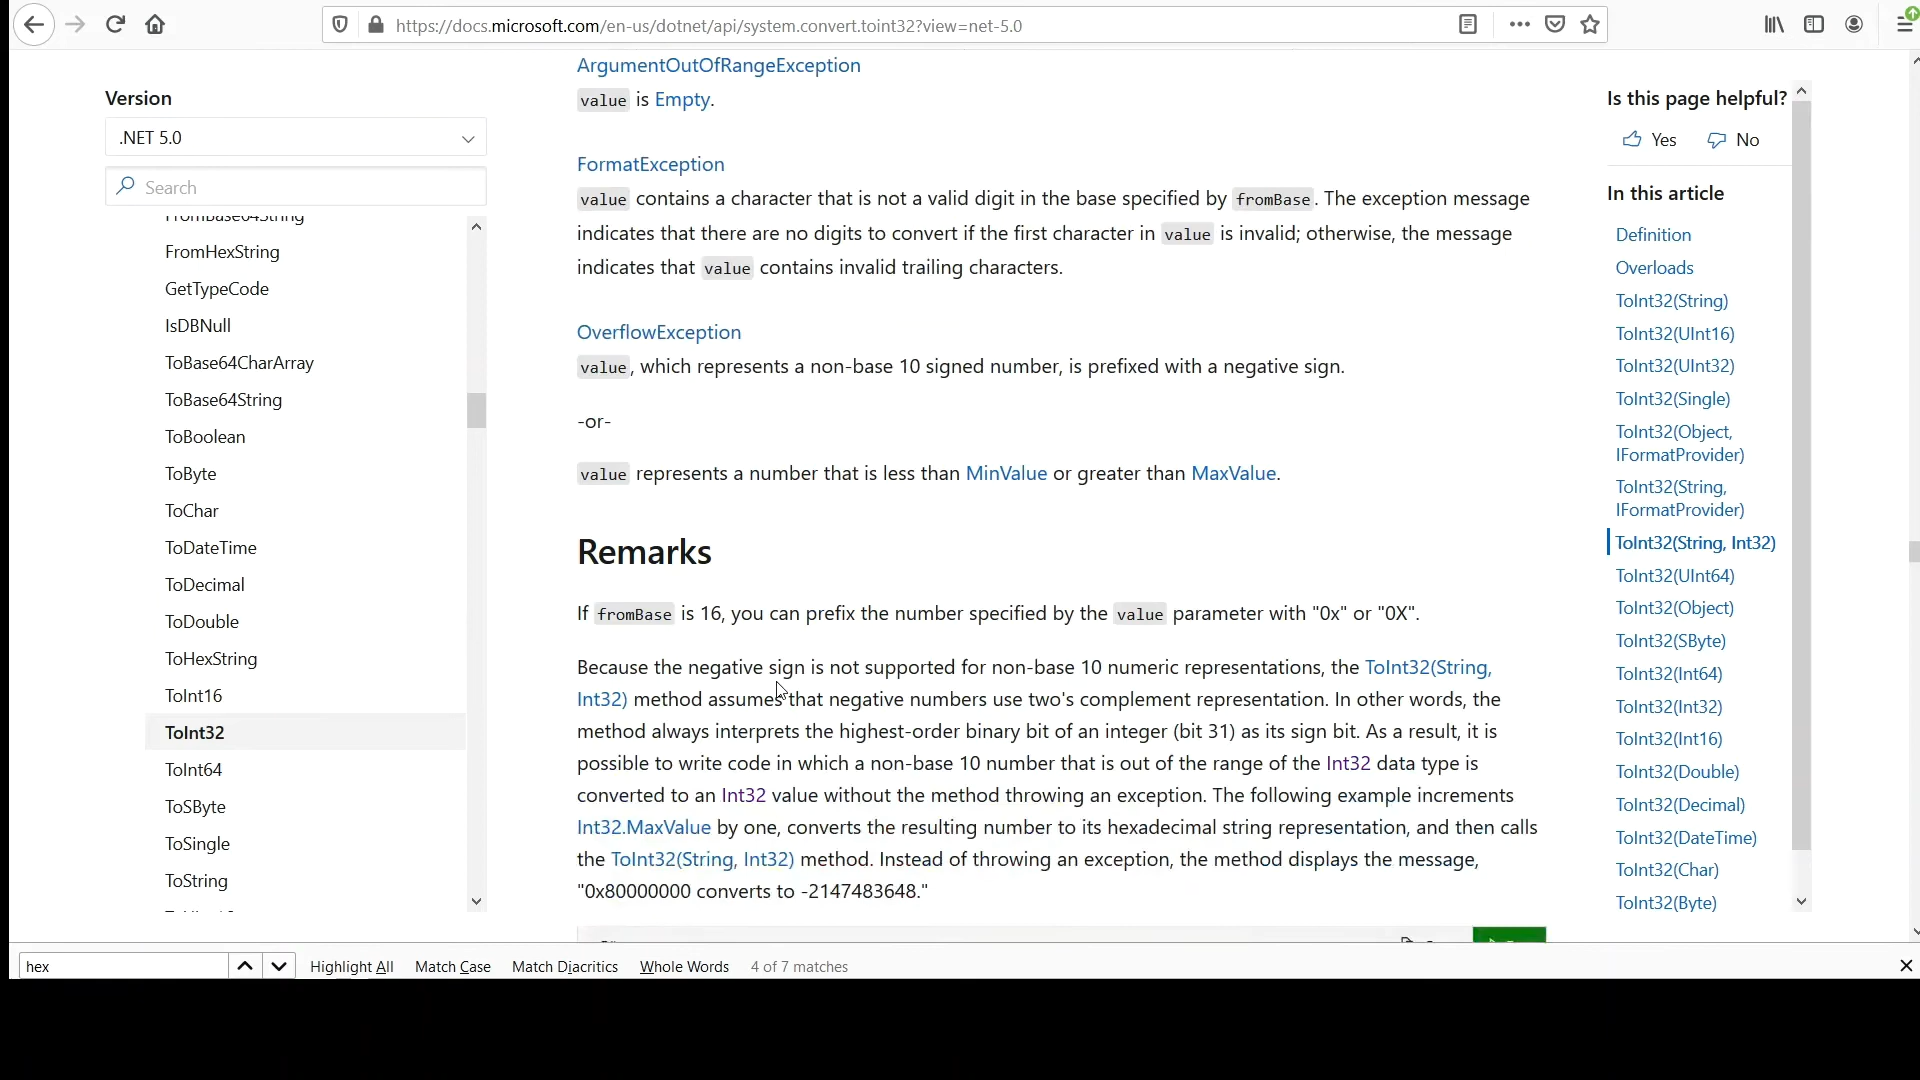 https://docs.microsoft.com/en-us/dotnet/api/system.convert.toint32?view=net-5.0
Version
.NET 5.0
Search
FromBase64String
FromHexString
GetTypeCode
IsDBNull
ToBase64CharArray
ToBase64String
ToBoolean
ToByte
ToChar
ToDateTime
ToDecimal
ToDouble
ToHexString
ToInt16
ToInt32
ToInt64
ToSByte
ToSingle
ToString
ArgumentOutOfRangeException
value is Empty.
FormatException
value contains a character that is not a valid digit in the base specified by fromBase. The exception message
indicates that there are no digits to convert if the first character in value is invalid; otherwise, the message
indicates that value contains invalid trailing characters.
OverflowException
value, which represents a non-base 10 signed number, is prefixed with a negative sign.
-or-
value represents a number that is less than MinValue or greater than MaxValue.
Remarks
If fromBase is 16, you can prefix the number specified by the value parameter with "0x" or "0X".
Because the negative sign is not supported for non-base 10 numeric representations, the ToInt32(String,
Int32) method assumes that negative numbers use two's complement representation. In other words, the
method always interprets the highest-order binary bit of an integer (bit 31) as its sign bit. As a result, it is
possible to write code in which a non-base 10 number that is out of the range of the Int32 data type is
converted to an Int32 value without the method throwing an exception. The following example increments
Int32.MaxValue by one, converts the resulting number to its hexadecimal string representation, and then calls
the ToInt32(String, Int32) method. Instead of throwing an exception, the method displays the message,
"0x80000000 converts to -2147483648."
Is this page helpful?
Yes No
In this article
Definition
Overloads
ToInt32(String)
ToInt32(UInt16)
ToInt32(UInt32)
ToInt32(Single)
ToInt32(Object,
IFormatProvider)
ToInt32(String,
IFormatProvider)
ToInt32(String, Int32)
ToInt32(UInt64)
ToInt32(Object)
ToInt32(SByte)
ToInt32(Int64)
ToInt32(Int32)
ToInt32(Int16)
ToInt32(Double)
ToInt32(Decimal)
ToInt32(DateTime)
ToInt32(Char)
ToInt32(Byte)
hex Highlight All Match Case Match Diacritics Whole Words 4 of 7 matches